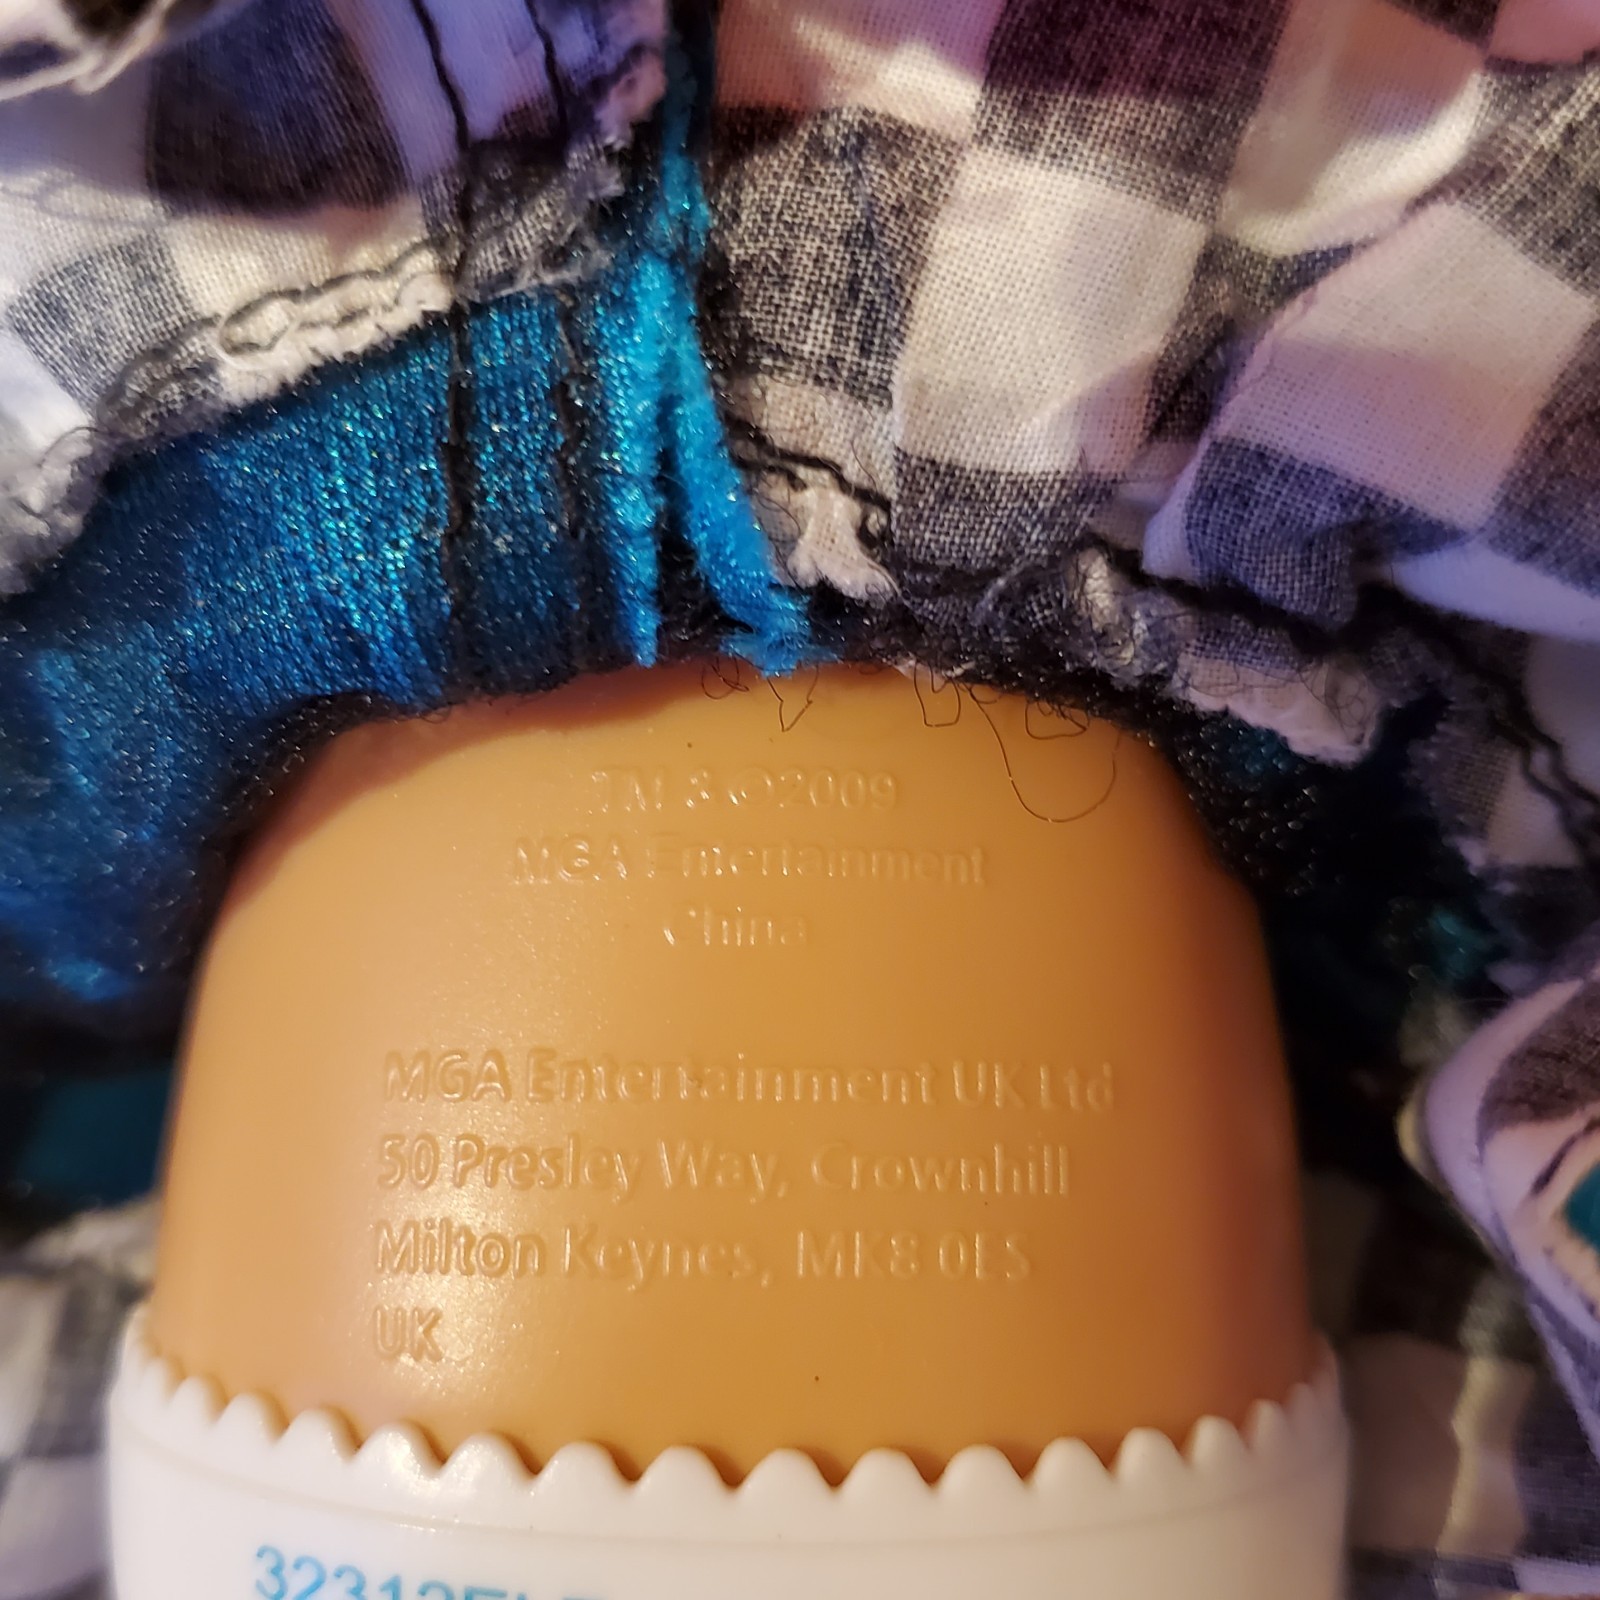 TM & ©2009
MGA Entertainment
China
MGA Entertainment UK Ltd
50 Presley Way, Crownhill
Milton Keynes, MK8 0ES
UK